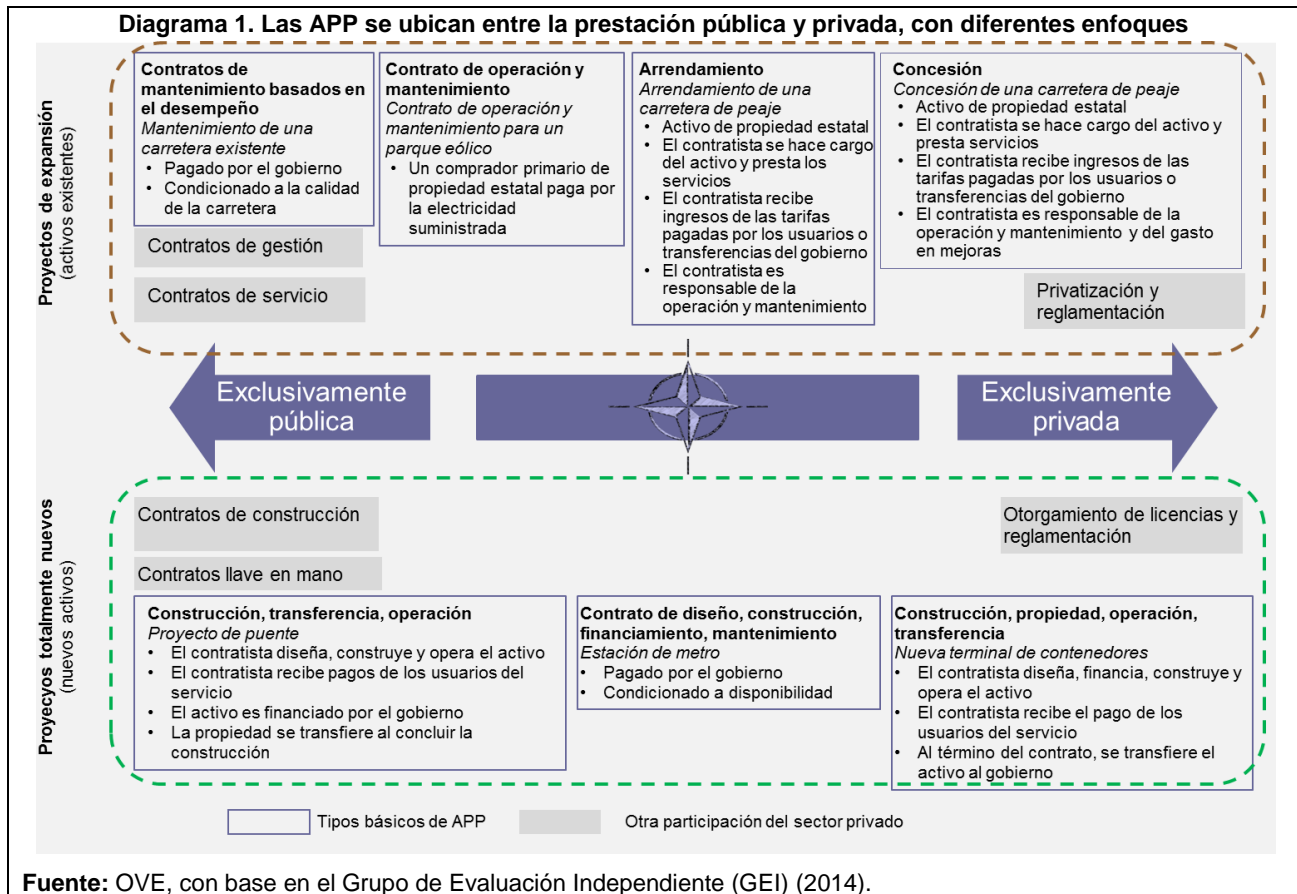 Diagrama 1. Las APP se ubican entre la prestación pública y privada, con diferentes enfoques
Proyectos de expansión
(activos existentes)
Contratos de
mantenimiento basados en
el desempeño
Mantenimiento de una
carretera existente
• Pagado por el gobierno
• Condicionado a la calidad
de la carretera
Contratos de gestión
Contratos de servicio
Contrato de operación y
mantenimiento
Contrato de operación y
mantenimiento para un
parque eólico
• Un comprador primario de
propiedad estatal paga por
la electricidad
suministrada
Arrendamiento
Arrendamiento de una
carretera de peaje
• Activo de propiedad estatal
• El contratista se hace cargo
del activo y presta los
servicios
• El contratista recibe
ingresos de las tarifas
pagadas por los usuarios o
transferencias del gobierno
• El contratista es
responsable de la
operación y mantenimiento
Concesión
Concesión de una carretera de peaje
• Activo de propiedad estatal
• El contratista se hace cargo del activo y
presta servicios
• El contratista recibe ingresos de las
tarifas pagadas por los usuarios o
transferencias del gobierno
• El contratista es responsable de la
operación y mantenimiento y del gasto
en mejoras
Privatización y
reglamentación
Exclusivamente
pública
Exclusivamente
privada
Proyecyos totalmente nuevos
(nuevos activos)
Contratos de construcción
Contratos llave en mano
Otorgamiento de licencias y
reglamentación
Construcción, transferencia, operación
Proyecto de puente
• El contratista diseña, construye y opera el activo
• El contratista recibe pagos de los usuarios del
servicio
• El activo es financiado por el gobierno
• La propiedad se transfiere al concluir la
construcción
Contrato de diseño, construcción,
financiamiento, mantenimiento
Estación de metro
• Pagado por el gobierno
• Condicionado a disponibilidad
Construcción, propiedad, operación,
transferencia
Nueva terminal de contenedores
• El contratista diseña, financia, construye y
opera el activo
• El contratista recibe el pago de los
usuarios del servicio
• Al término del contrato, se transfiere el
activo al gobierno
Tipos básicos de APP
Otra participación del sector privado
Fuente: OVE, con base en el Grupo de Evaluación Independiente (GEI) (2014).